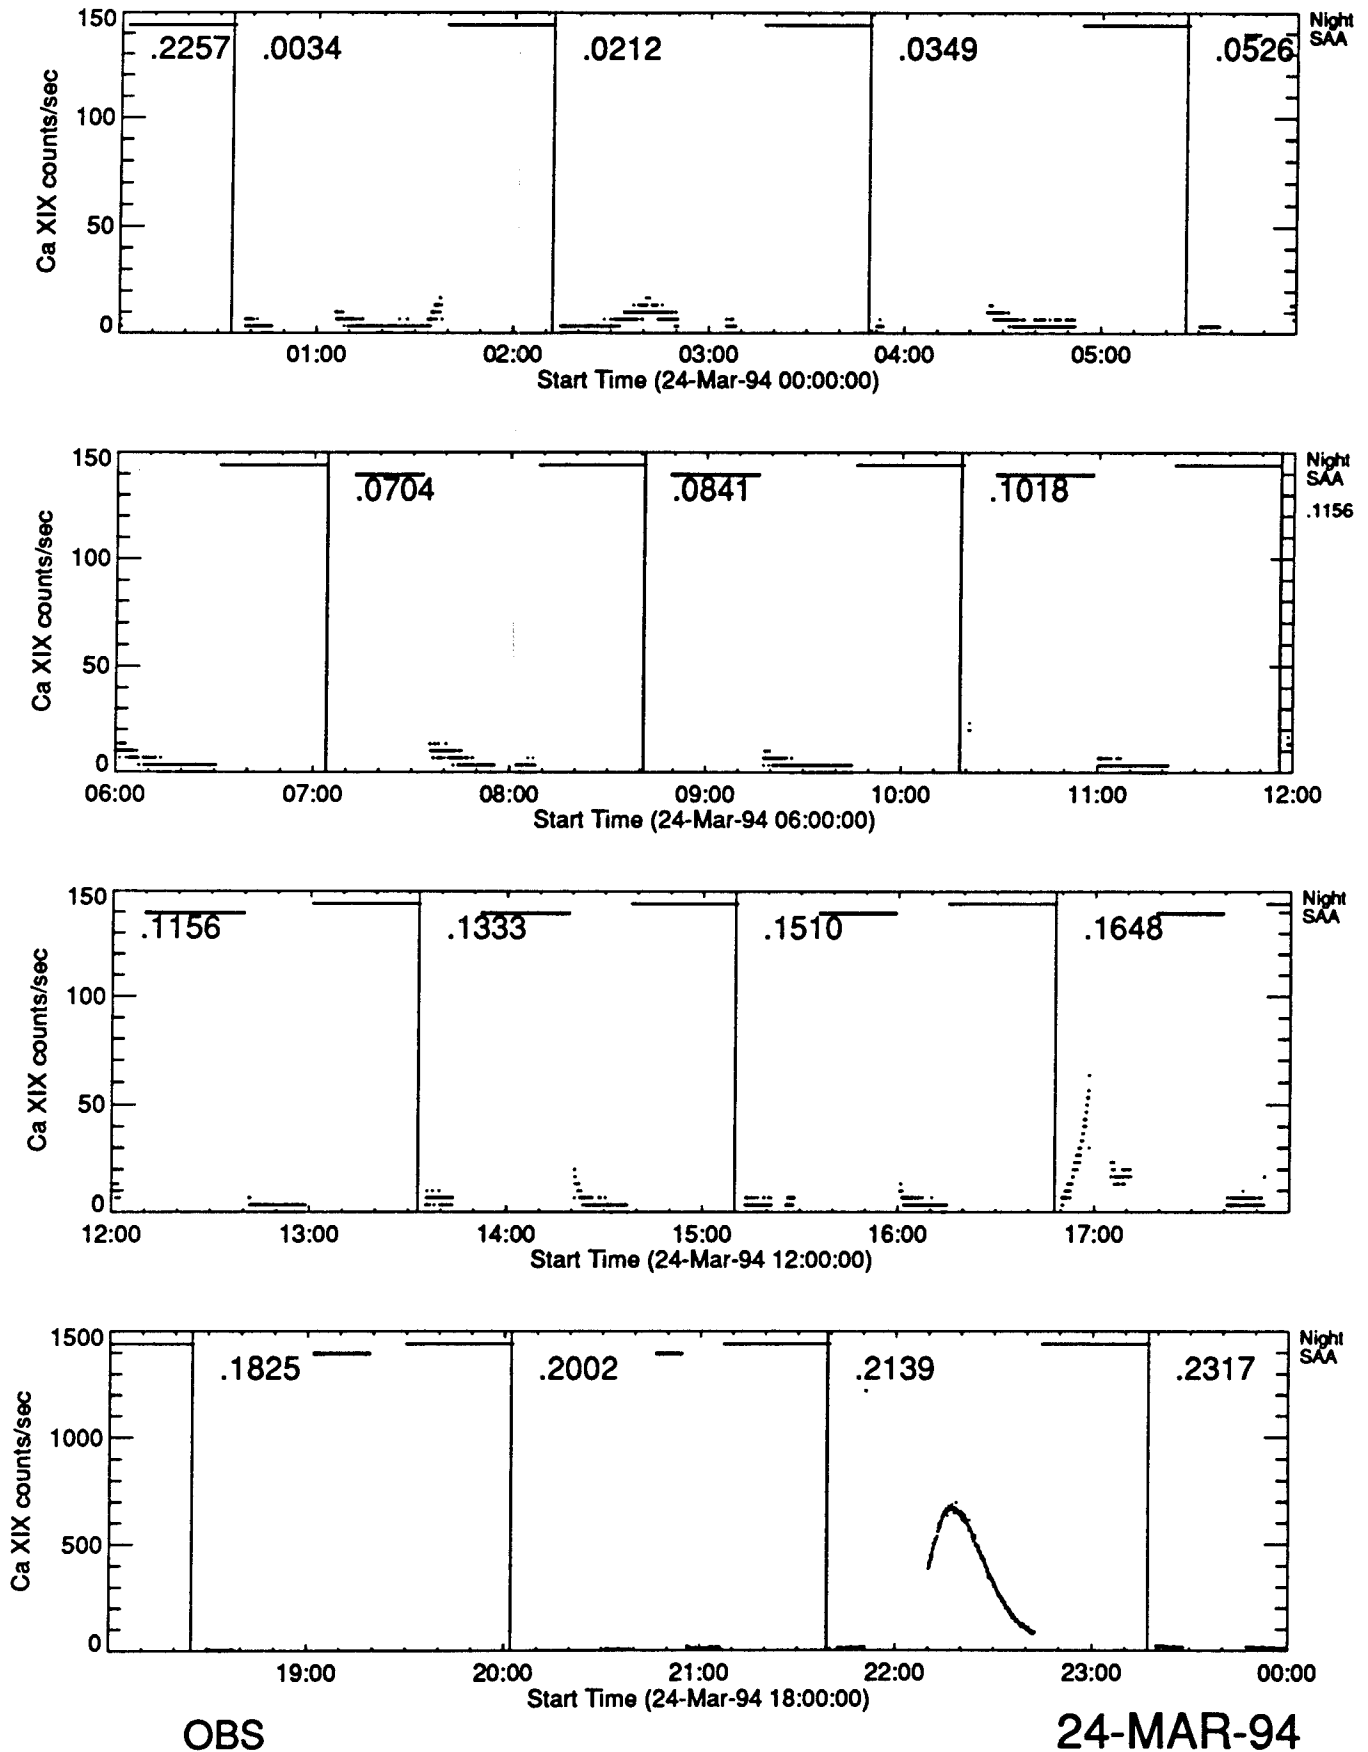 150
Night
SAA
.2257
.0034
.0212
.0349
.0526
100
50
0
Ca XIX counts/sec
01:00 02:00 03:00 04:00 05:00
Start Time (24-Mar-94 00:00:00)
150
Night
SAA
.0704
.0841
.1018
.1156
100
50
0
Ca XIX counts/sec
06:00 07:00 08:00 09:00 10:00 11:00 12:00
Start Time (24-Mar-94 06:00:00)
150
Night
SAA
.1156
.1333
.1510
.1648
100
50
0
Ca XIX counts/sec
12:00 13:00 14:00 15:00 16:00 17:00
Start Time (24-Mar-94 12:00:00)
1500
Night
SAA
.1825
.2002
.2139
.2317
1000
500
0
Ca XIX counts/sec
19:00 20:00 21:00 22:00 23:00 00:00
Start Time (24-Mar-94 18:00:00)
OBS
24-MAR-94